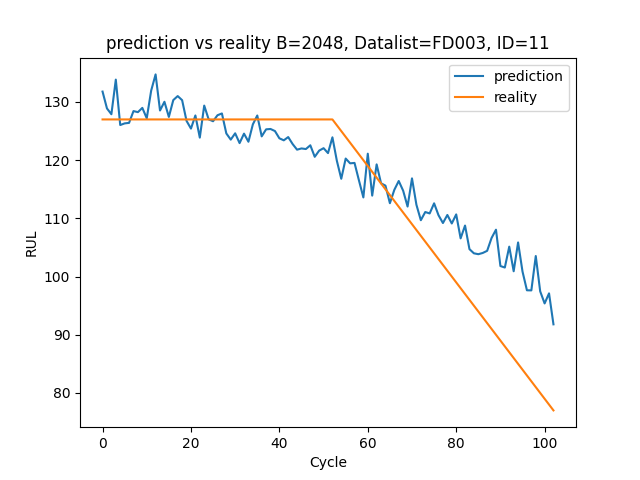 prediction vs reality B=2048, Datalist=FD003, ID=11
prediction
reality
RUL
130
120
110
100
90
80
0 20 40 60 80 100
Cycle